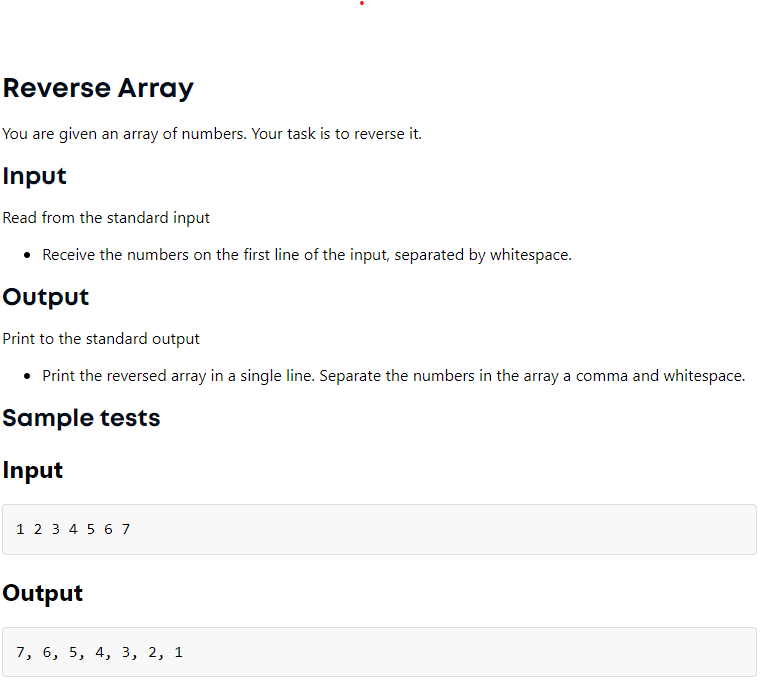 Reverse Array
You are given an array of numbers. Your task is to reverse it.
Input
Read from the standard input
• Receive the numbers on the first line of the input, separated by whitespace.
Output
Print to the standard output
• Print the reversed array in a single line. Separate the numbers in the array a comma and whitespace.
Sample tests
Input
1 2 3 4 5 6 7
Output
7, 6, 5, 4, 3, 2, 1